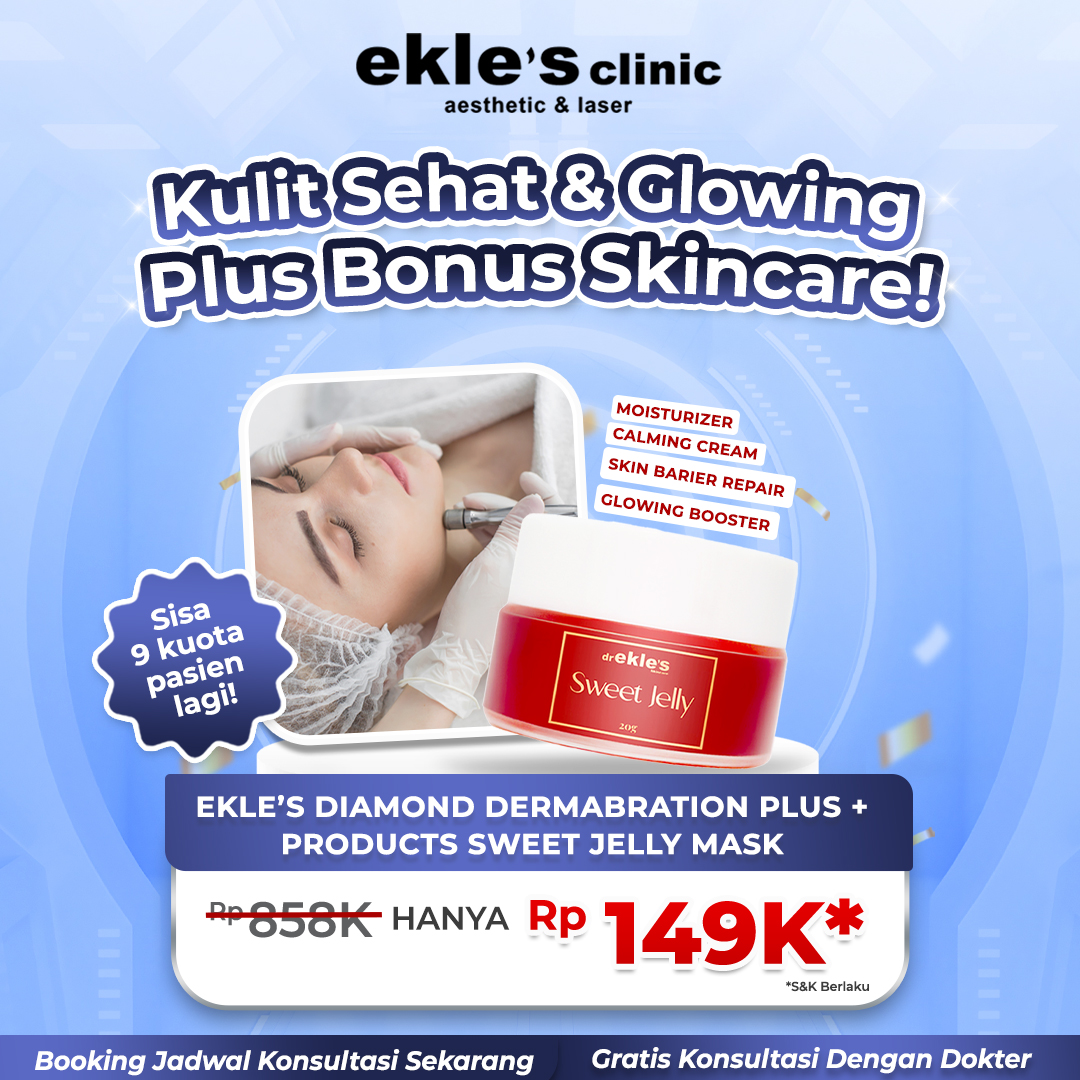 ekle's clinic
aesthetic & laser
Kulit Sehat & Glowing
Plus Bonus Skincare!
MOISTURIZER
CALMING CREAM
SKIN BARIER REPAIR
GLOWING BOOSTER
Sisa
9 kuota
pasien
lagi!
dr ekle's
Sweet Jelly
20g
EKLE'S DIAMOND DERMABRATION PLUS +
PRODUCTS SWEET JELLY MASK
Rp 858K HANYA Rp 149K*
*S&K Berlaku
Booking Jadwal Konsultasi Sekarang
Gratis Konsultasi Dengan Dokter